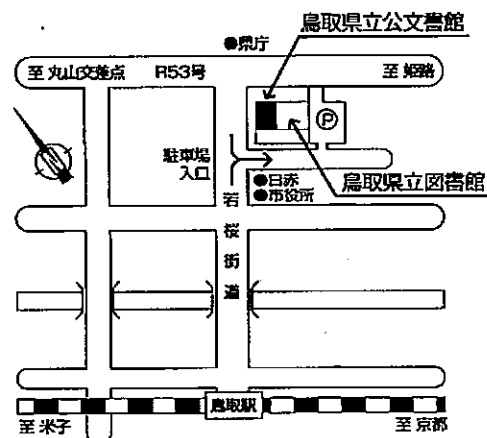 鳥取県立公文書館
●県庁
至 丸山交差点
R53号
至 姫路
Ⓟ
駐車場
入口
鳥取県立図書館
●日赤
●市役所
若桜街道
鳥取駅
至 米子
至 京都